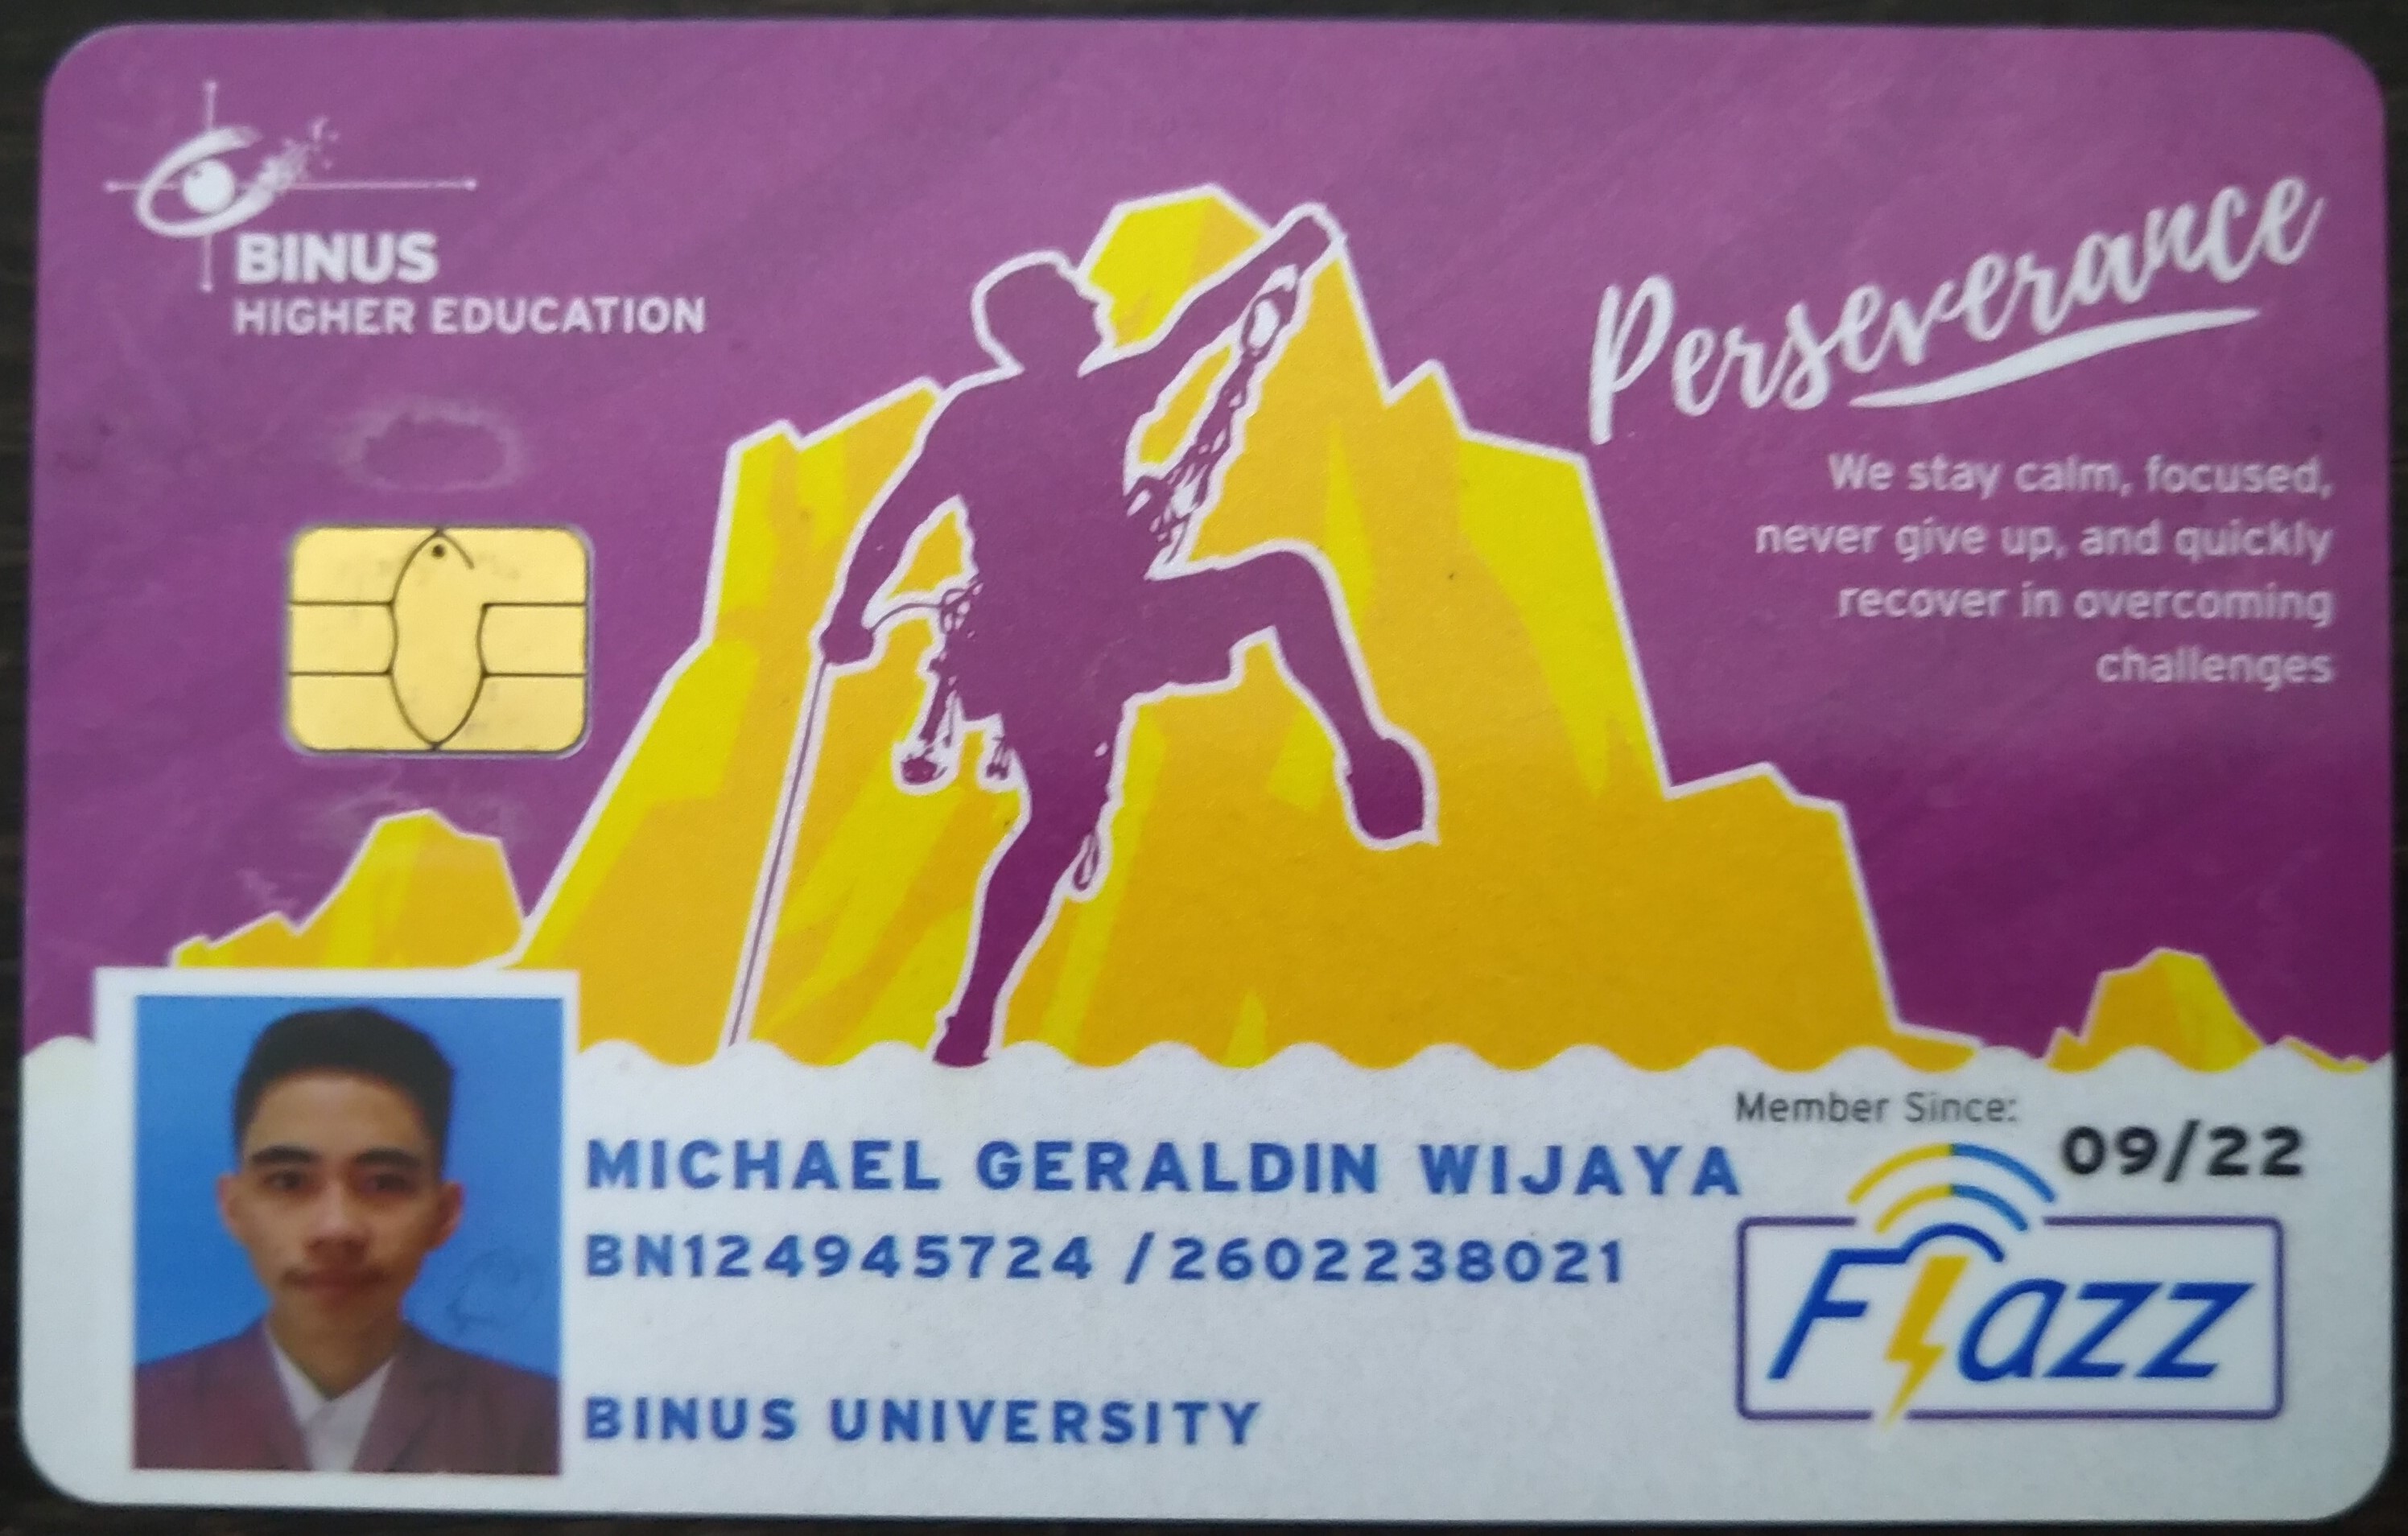 BINUS
HIGHER EDUCATION
Perseverance
We stay calm, focused,
never give up, and quickly
recover in overcoming
challenges
Member Since:
09/22
MICHAEL GERALDIN WIJAYA
BN124945724 /2602238021
Flazz
BINUS UNIVERSITY